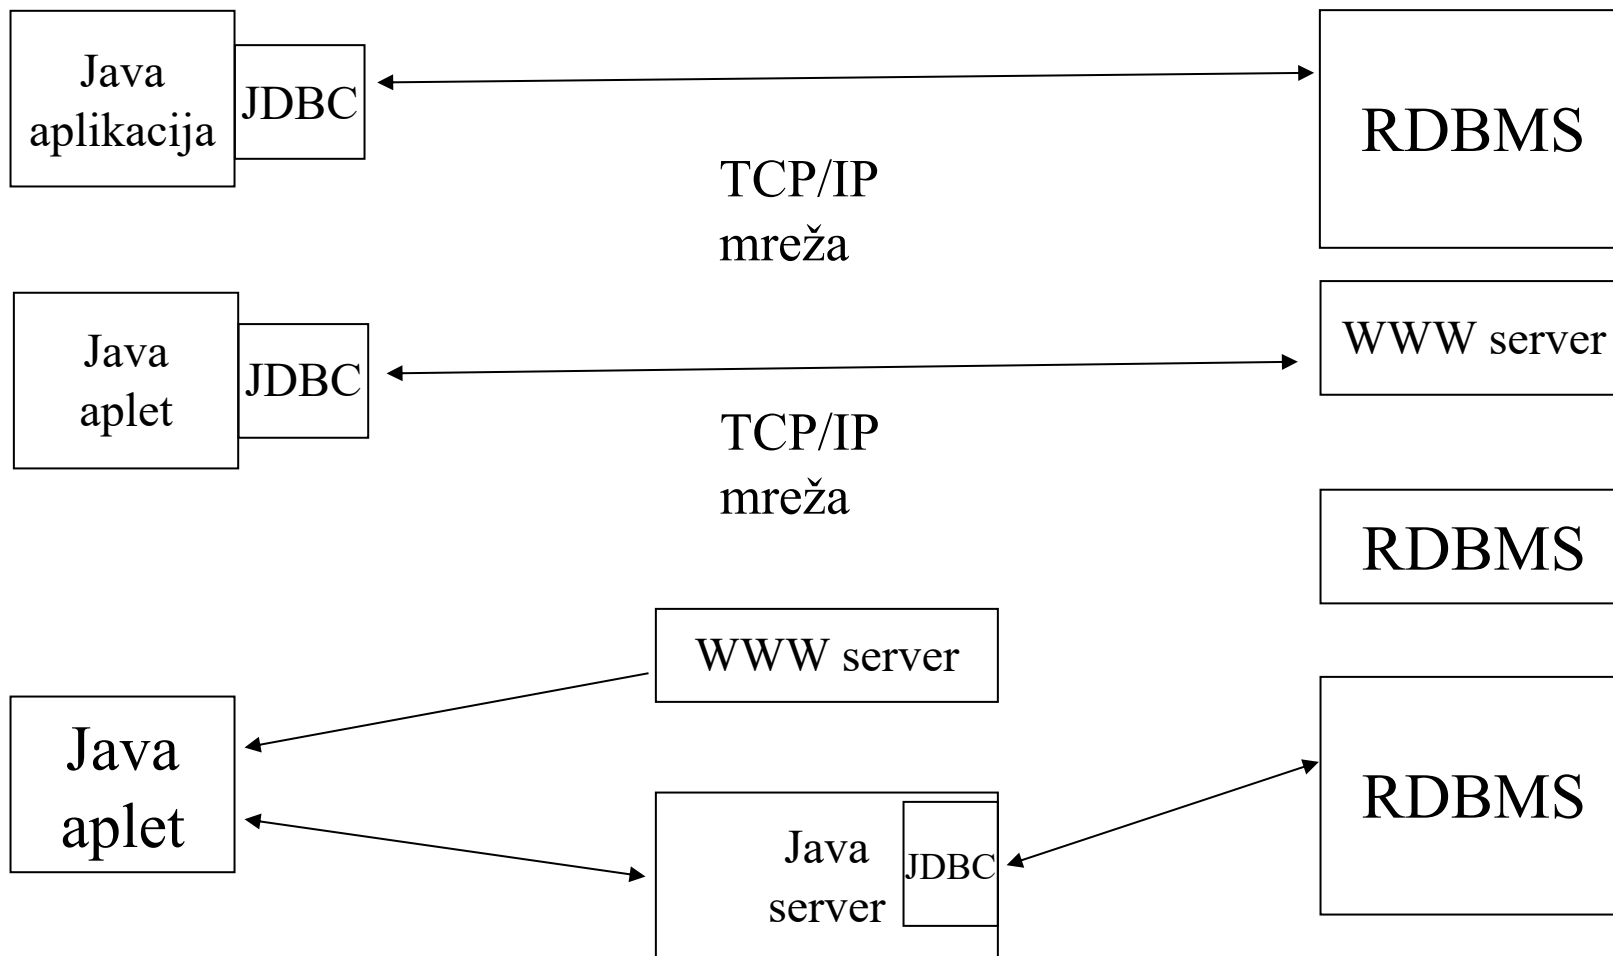 Java
aplikacija
JDBC
TCP/IP
mreža
RDBMS
Java
aplet
JDBC
TCP/IP
mreža
WWW server
RDBMS
WWW server
Java
aplet
Java
server
JDBC
RDBMS